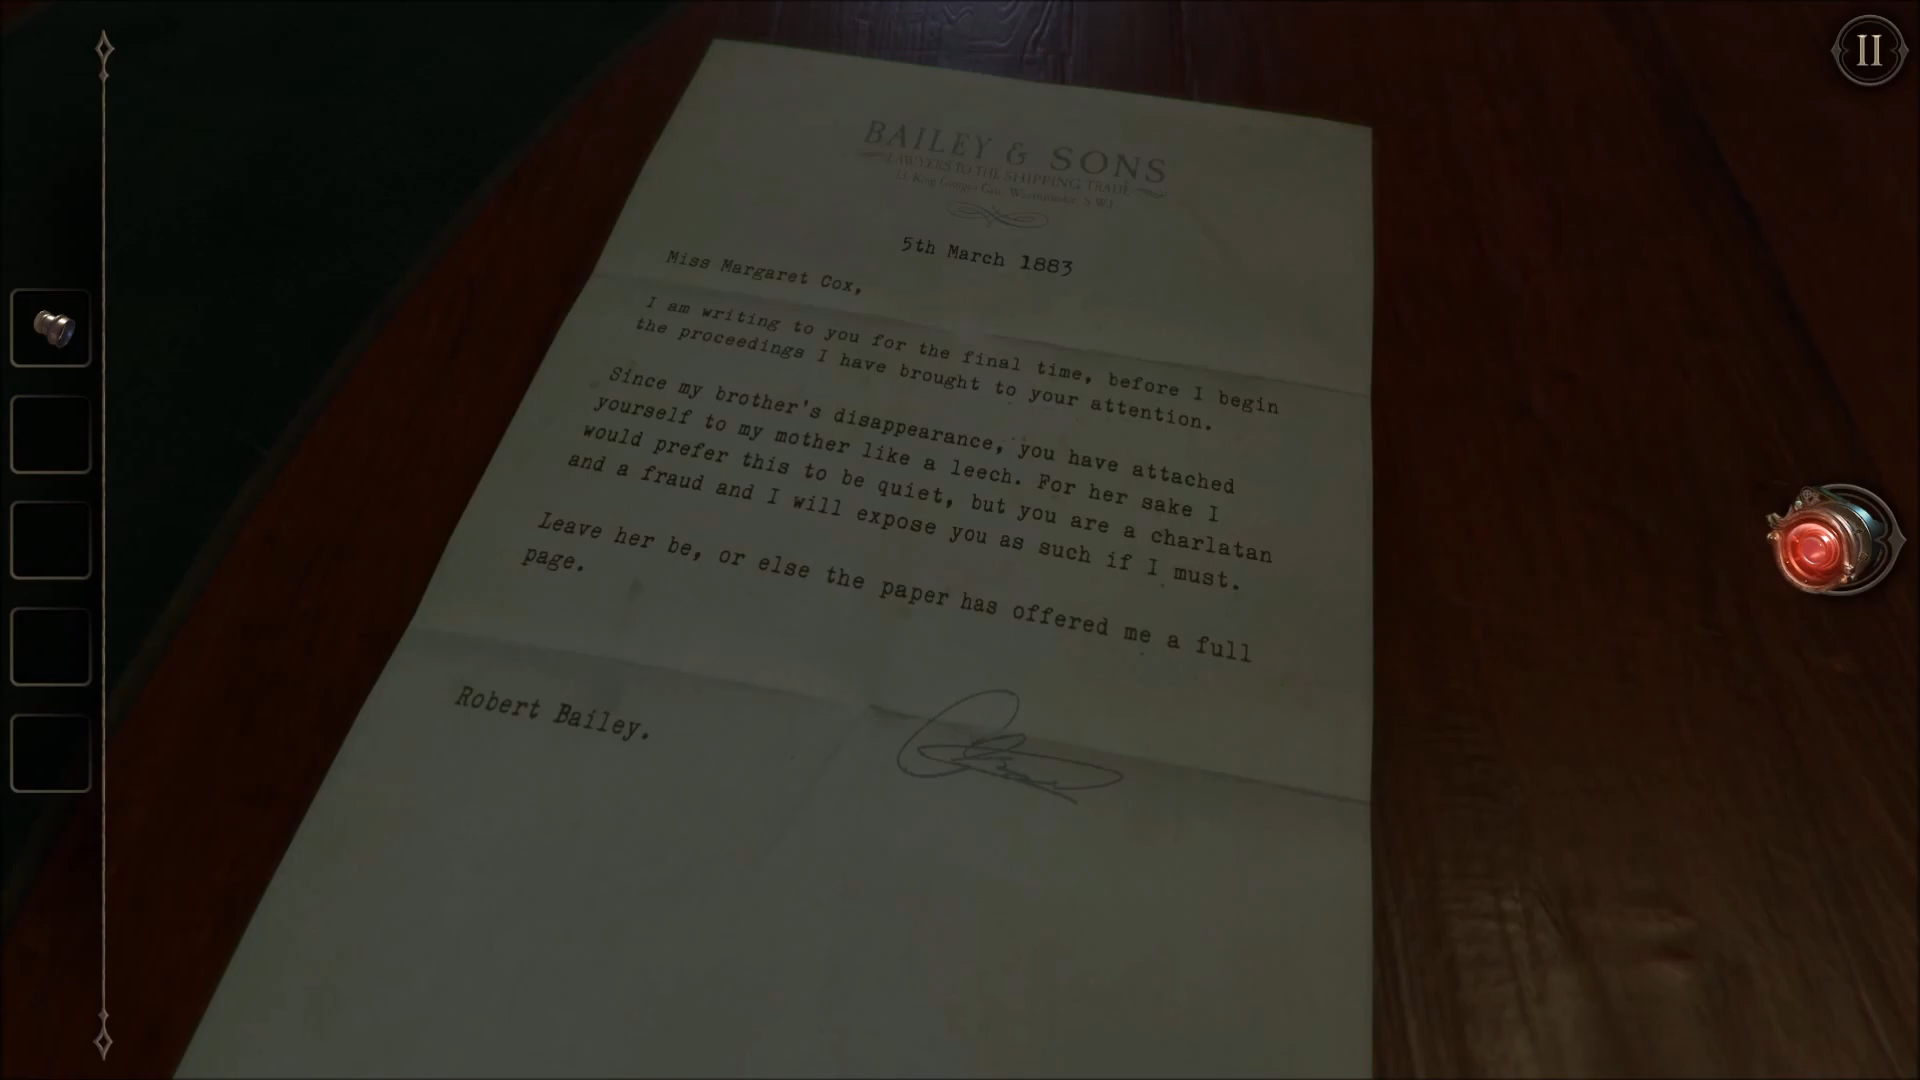 BAILEY & SONS
LAWYERS TO THE SHIPPING TRADE
Westminster S.W.1
5th March 1883
Miss Margaret Cox,
I am writing to you for the final time, before I begin
the proceedings I have brought to your attention.
Since my brother's disappearance, you have attached
yourself to my mother like a leech. For her sake I
would prefer this to be quiet, but you are a charlatan
and a fraud and I will expose you as such if I must.
Leave her be, or else the paper has offered me a full
page.
Robert Bailey.
II